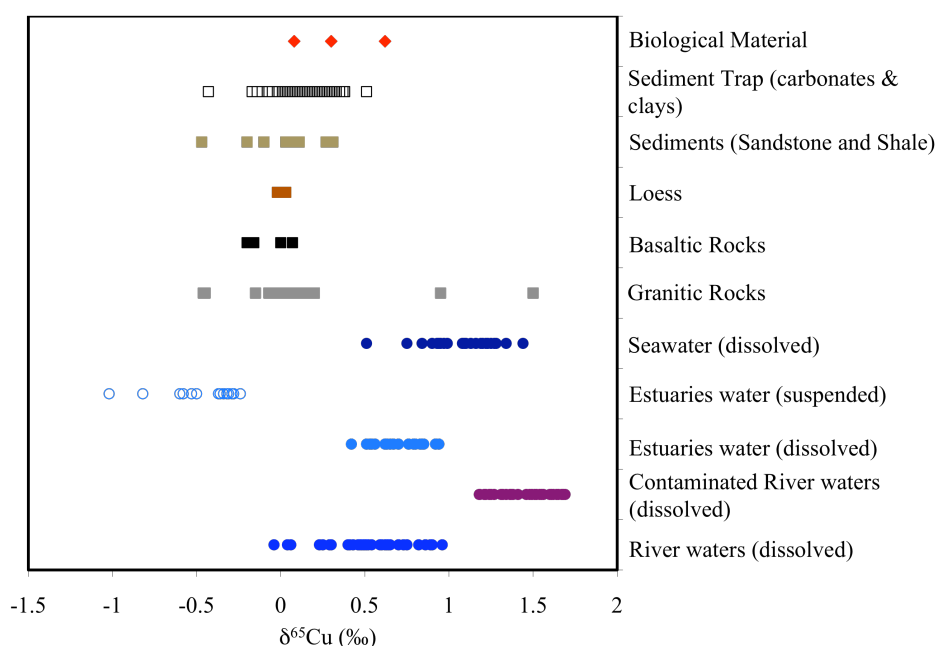 Biological Material
Sediment Trap (carbonates &
clays)
Sediments (Sandstone and Shale)
Loess
Basaltic Rocks
Granitic Rocks
Seawater (dissolved)
Estuaries water (suspended)
Estuaries water (dissolved)
Contaminated River waters
(dissolved)
River waters (dissolved)
-1.5 -1 -0.5 0 0.5 1 1.5 2
δ⁶⁵Cu (‰)